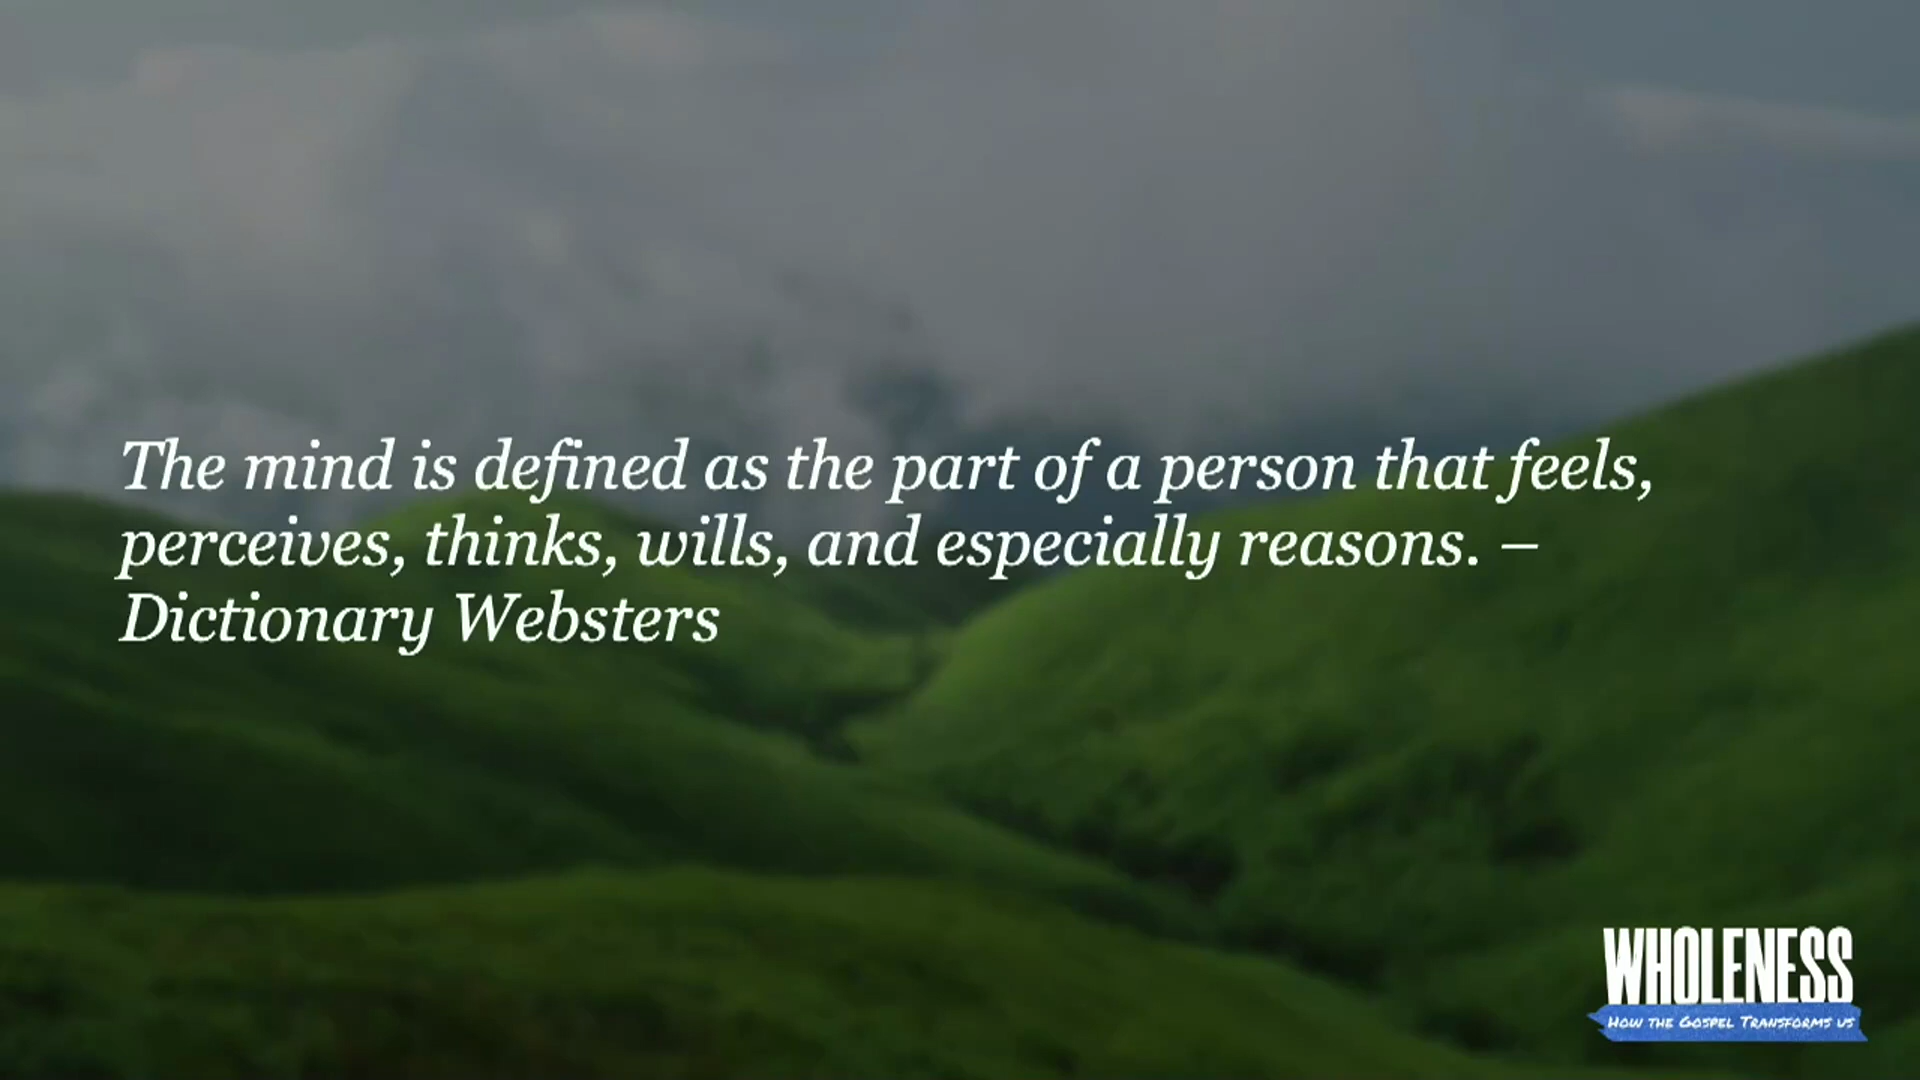 The mind is defined as the part of a person that feels,
perceives, thinks, wills, and especially reasons. –
Dictionary Websters
WHOLENESS
HOW THE GOSPEL TRANSFORMS US